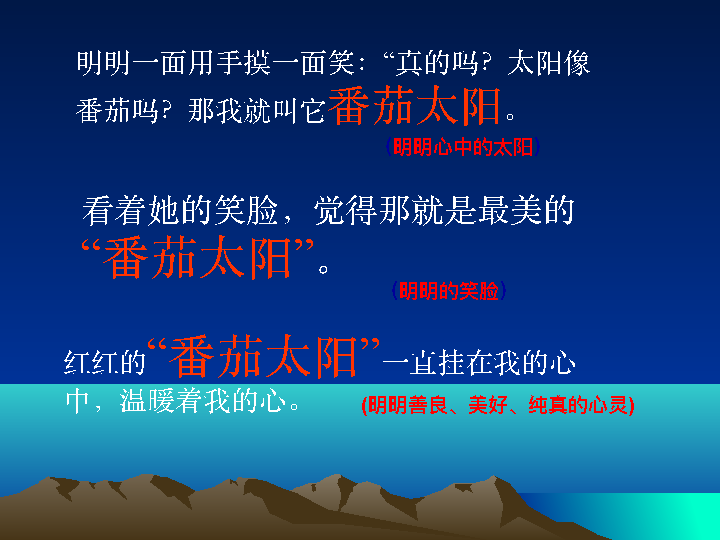 明明一面用手摸一面笑：“真的吗？太阳像
番茄吗？那我就叫它番茄太阳。
（明明心中的太阳）
看着她的笑脸，觉得那就是最美的
“番茄太阳”。
（明明的笑脸）
红红的“番茄太阳”一直挂在我的心
中，温暖着我的心。
(明明善良、美好、纯真的心灵)